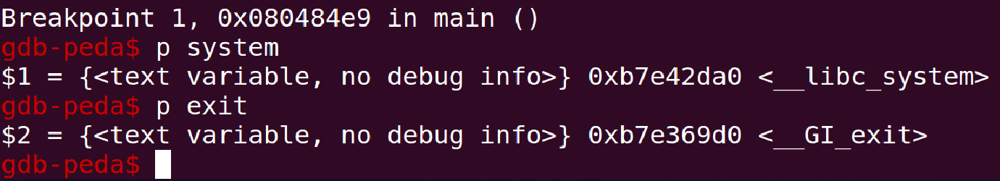 Breakpoint 1, 0x080484e9 in main ()
gdb-peda$ p system
$1 = {<text variable, no debug info>} 0xb7e42da0 <__libc_system>
gdb-peda$ p exit
$2 = {<text variable, no debug info>} 0xb7e369d0 <__GI_exit>
gdb-peda$